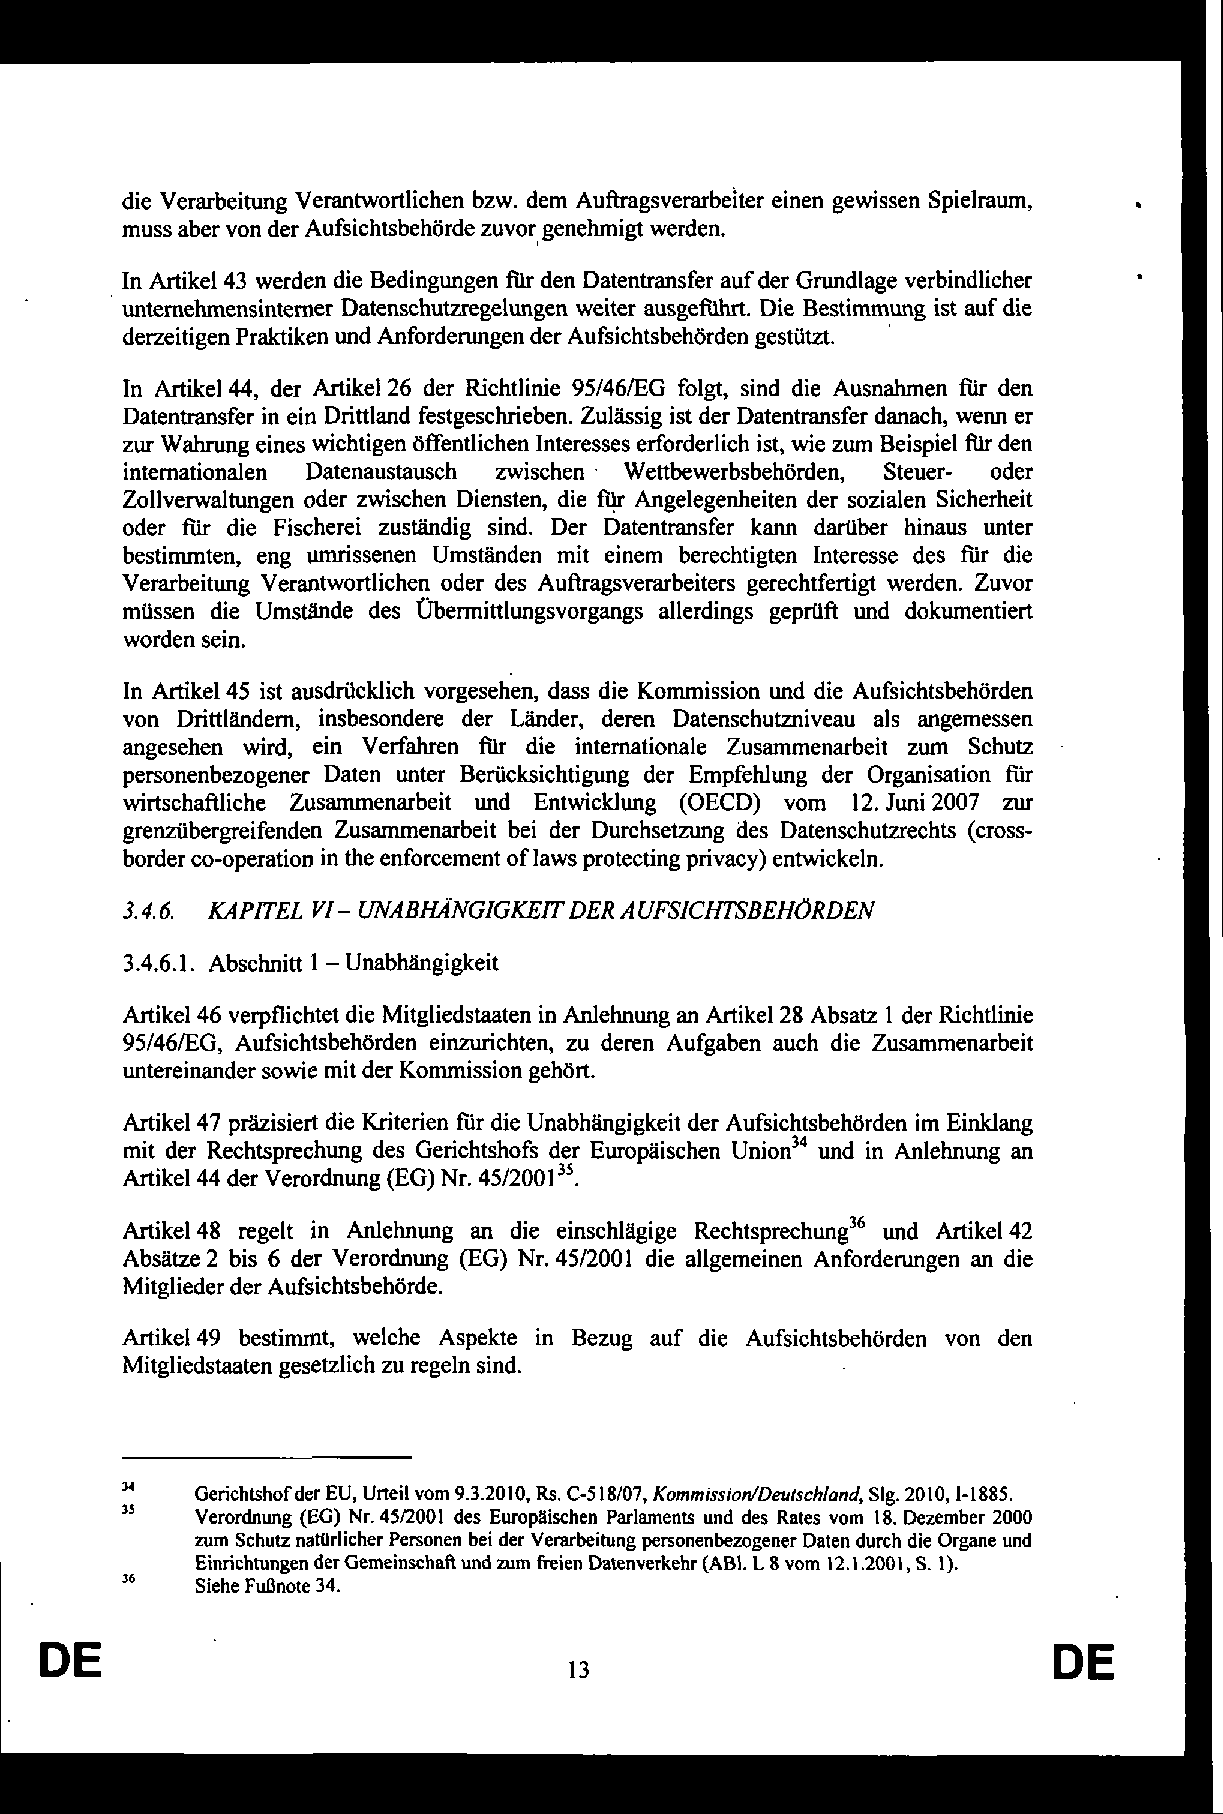 die Verarbeitung Verantwortlichen bzw. dem Auftragsverarbeiter einen gewissen Spielraum,
muss aber von der Aufsichtsbehörde zuvor genehmigt werden.
In Artikel 43 werden die Bedingungen für den Datentransfer auf der Grundlage verbindlicher
unternehmensinterner Datenschutzregelungen weiter ausgeführt. Die Bestimmung ist auf die
derzeitigen Praktiken und Anforderungen der Aufsichtsbehörden gestützt.
In Artikel 44, der Artikel 26 der Richtlinie 95/46/EG folgt, sind die Ausnahmen für den
Datentransfer in ein Drittland festgeschrieben. Zulässig ist der Datentransfer danach, wenn er
zur Wahrung eines wichtigen öffentlichen Interesses erforderlich ist, wie zum Beispiel für den
internationalen Datenaustausch zwischen Wettbewerbsbehörden, Steuer- oder
Zollverwaltungen oder zwischen Diensten, die für Angelegenheiten der sozialen Sicherheit
oder für die Fischerei zuständig sind. Der Datentransfer kann darüber hinaus unter
bestimmten, eng umrissenen Umständen mit einem berechtigten Interesse des für die
Verarbeitung Verantwortlichen oder des Auftragsverarbeiters gerechtfertigt werden. Zuvor
müssen die Umstände des Übermittlungsvorgangs allerdings geprüft und dokumentiert
worden sein.
In Artikel 45 ist ausdrücklich vorgesehen, dass die Kommission und die Aufsichtsbehörden
von Drittländern, insbesondere der Länder, deren Datenschutzniveau als angemessen
angesehen wird, ein Verfahren für die internationale Zusammenarbeit zum Schutz
personenbezogener Daten unter Berücksichtigung der Empfehlung der Organisation für
wirtschaftliche Zusammenarbeit und Entwicklung (OECD) vom 12. Juni 2007 zur
grenzübergreifenden Zusammenarbeit bei der Durchsetzung des Datenschutzrechts (cross-
border co-operation in the enforcement of laws protecting privacy) entwickeln.
3.4.6. KAPITEL VI – UNABHÄNGIGKEIT DER AUFSICHTSBEHÖRDEN
3.4.6.1. Abschnitt 1 – Unabhängigkeit
Artikel 46 verpflichtet die Mitgliedstaaten in Anlehnung an Artikel 28 Absatz 1 der Richtlinie
95/46/EG, Aufsichtsbehörden einzurichten, zu deren Aufgaben auch die Zusammenarbeit
untereinander sowie mit der Kommission gehört.
Artikel 47 präzisiert die Kriterien für die Unabhängigkeit der Aufsichtsbehörden im Einklang
mit der Rechtsprechung des Gerichtshofs der Europäischen Union³⁴ und in Anlehnung an
Artikel 44 der Verordnung (EG) Nr. 45/2001³⁵.
Artikel 48 regelt in Anlehnung an die einschlägige Rechtsprechung³⁶ und Artikel 42
Absätze 2 bis 6 der Verordnung (EG) Nr. 45/2001 die allgemeinen Anforderungen an die
Mitglieder der Aufsichtsbehörde.
Artikel 49 bestimmt, welche Aspekte in Bezug auf die Aufsichtsbehörden von den
Mitgliedstaaten gesetzlich zu regeln sind.
³⁴ Gerichtshof der EU, Urteil vom 9.3.2010, Rs. C-518/07, Kommission/Deutschland, Slg. 2010, I-1885.
³⁵ Verordnung (EG) Nr. 45/2001 des Europäischen Parlaments und des Rates vom 18. Dezember 2000
zum Schutz natürlicher Personen bei der Verarbeitung personenbezogener Daten durch die Organe und
Einrichtungen der Gemeinschaft und zum freien Datenverkehr (ABl. L 8 vom 12.1.2001, S. 1).
³⁶ Siehe Fußnote 34.
DE 13 DE